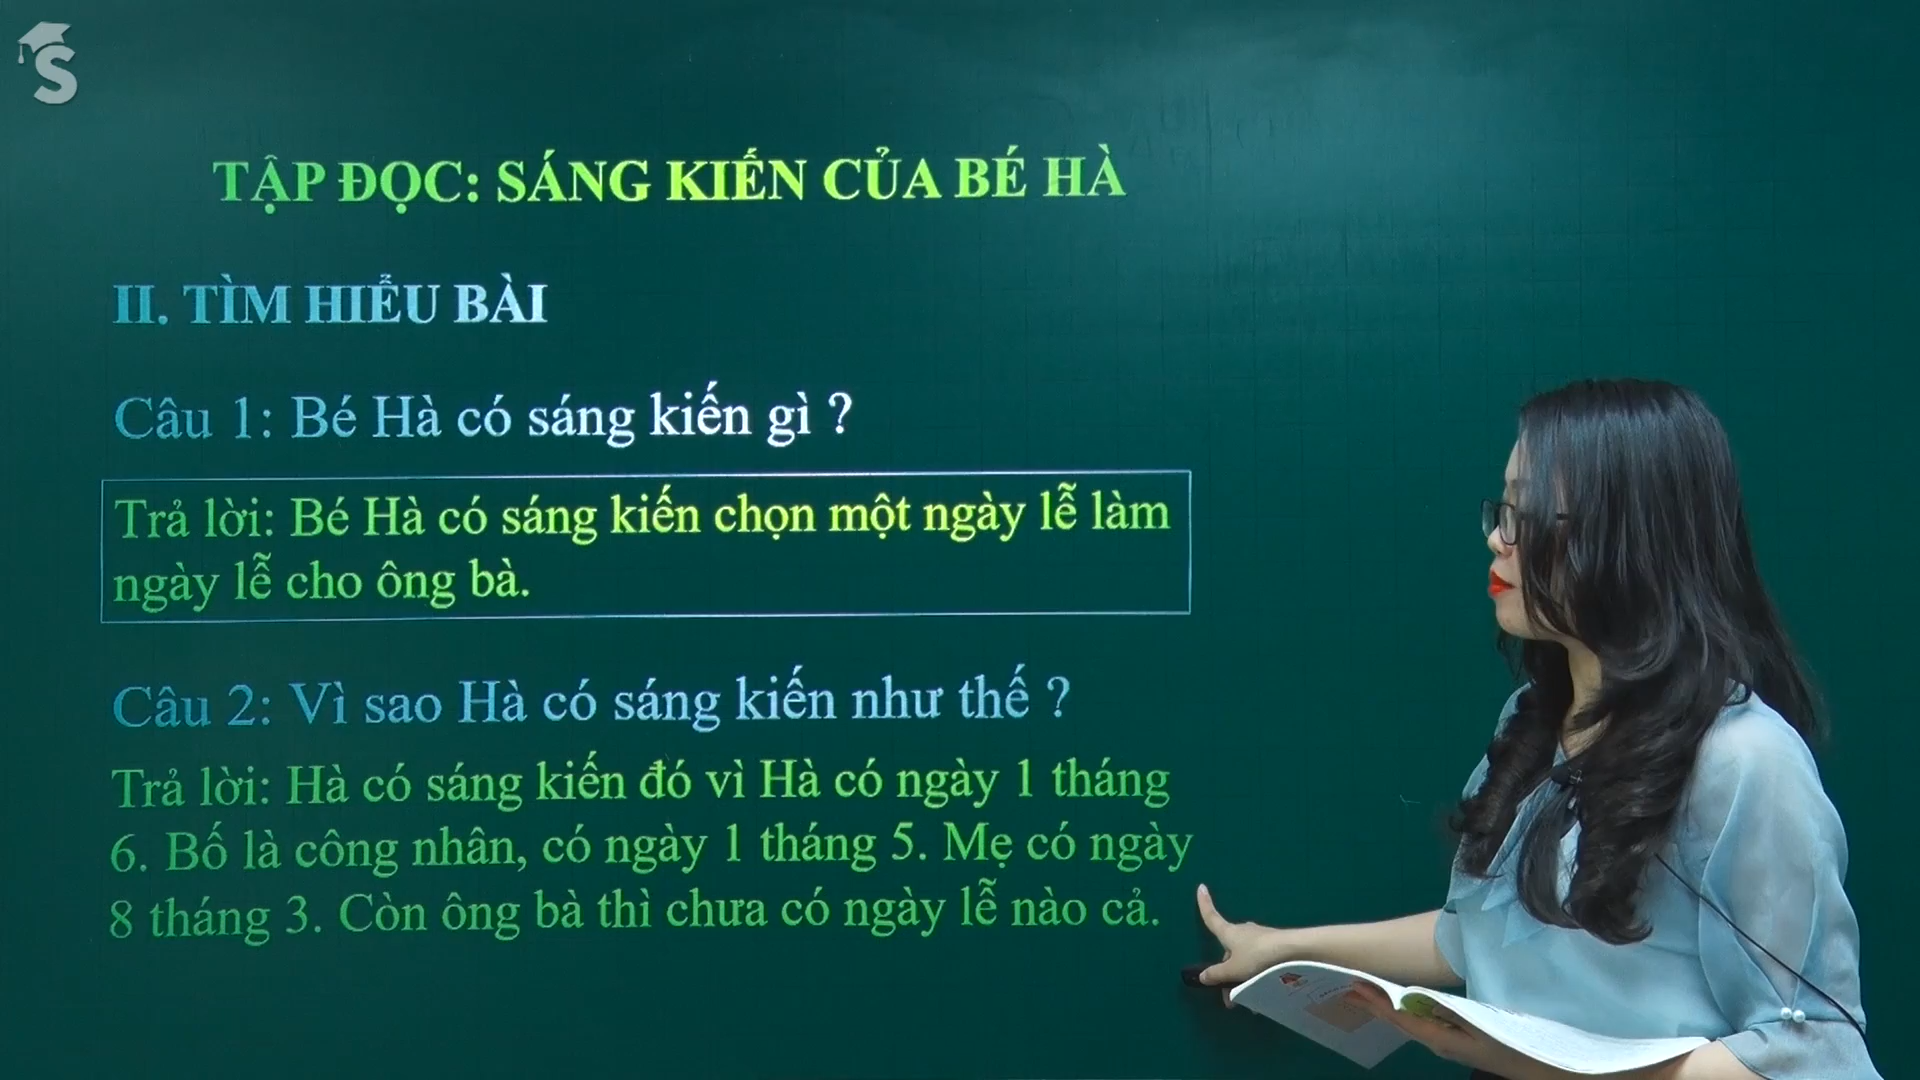 S
TẬP ĐỌC: SÁNG KIẾN CỦA BÉ HÀ
II. TÌM HIỂU BÀI
Câu 1: Bé Hà có sáng kiến gì ?
Trả lời: Bé Hà có sáng kiến chọn một ngày lễ làm
ngày lễ cho ông bà.
Câu 2: Vì sao Hà có sáng kiến như thế ?
Trả lời: Hà có sáng kiến đó vì Hà có ngày 1 tháng
6. Bố là công nhân, có ngày 1 tháng 5. Mẹ có ngày
8 tháng 3. Còn ông bà thì chưa có ngày lễ nào cả.